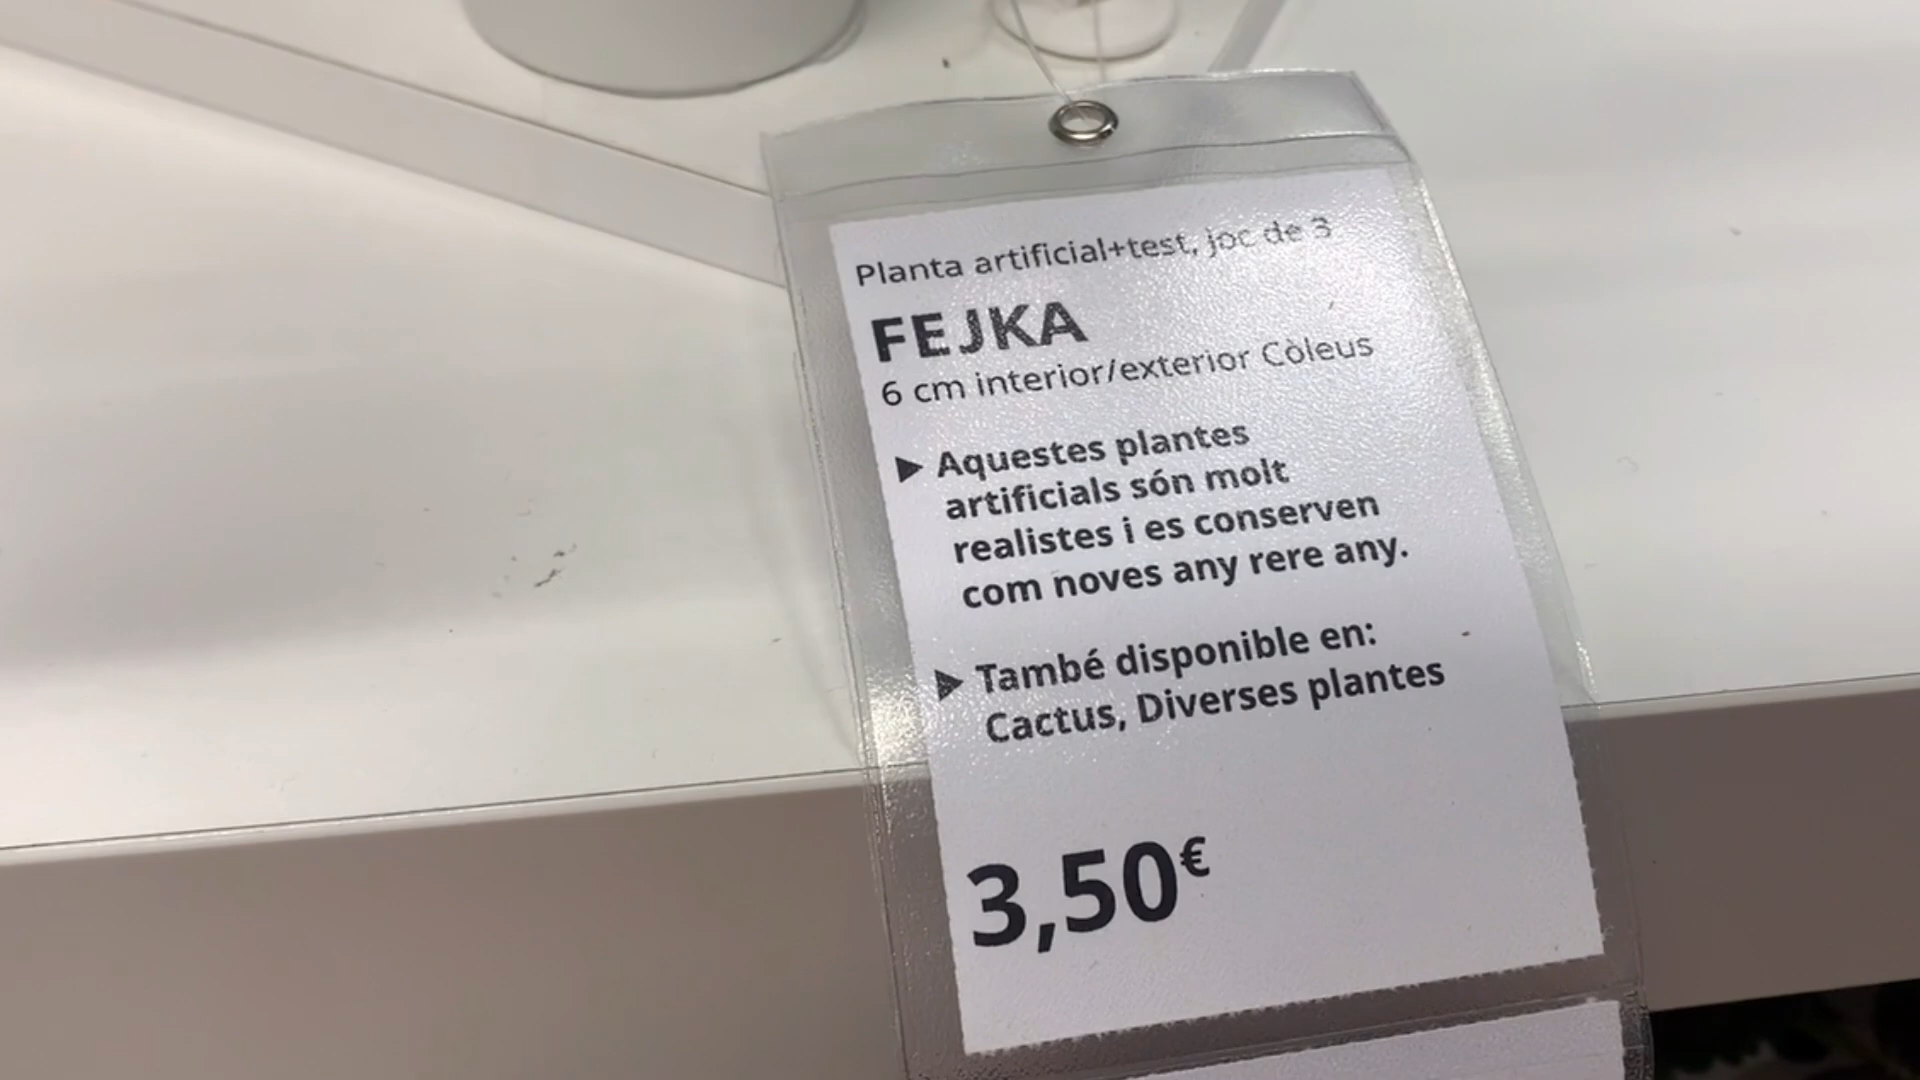 Planta artificial+test, joc de 3
FEJKA
6 cm interior/exterior Còleus
▶ Aquestes plantes
artificials són molt
realistes i es conserven
com noves any rere any.
▶ També disponible en:
Cactus, Diverses plantes
3,50€